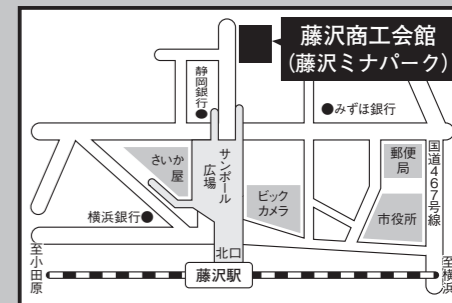 藤沢商工会館
(藤沢ミナパーク)
静岡銀行
みずほ銀行
さいか
屋
サンパール
広場
郵便
局
国道467号線
ビック
カメラ
市役所
横浜銀行
北口
至小田原
藤沢駅
至横浜